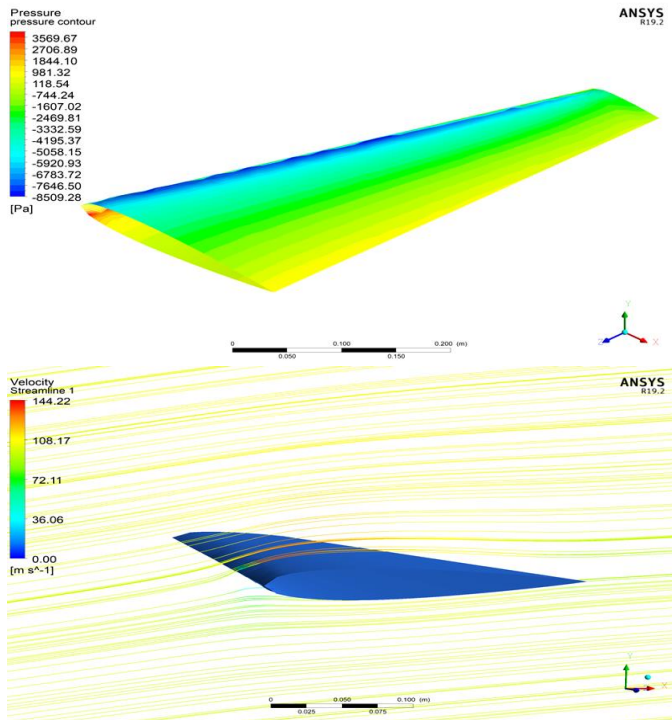 Pressure
pressure contour
3569.67
2706.89
1844.10
981.32
118.54
-744.24
-1607.02
-2469.81
-3332.59
-4195.37
-5058.15
-5920.93
-6783.72
-7646.50
-8509.28
[Pa]
ANSYS
R19.2
0 0.100 0.200 (m)
0.050 0.150
Y
Z X
Velocity
Streamline 1
144.22
108.17
72.11
36.06
0.00
[m s^-1]
ANSYS
R19.2
0 0.050 0.100 (m)
0.025 0.075
Y
X